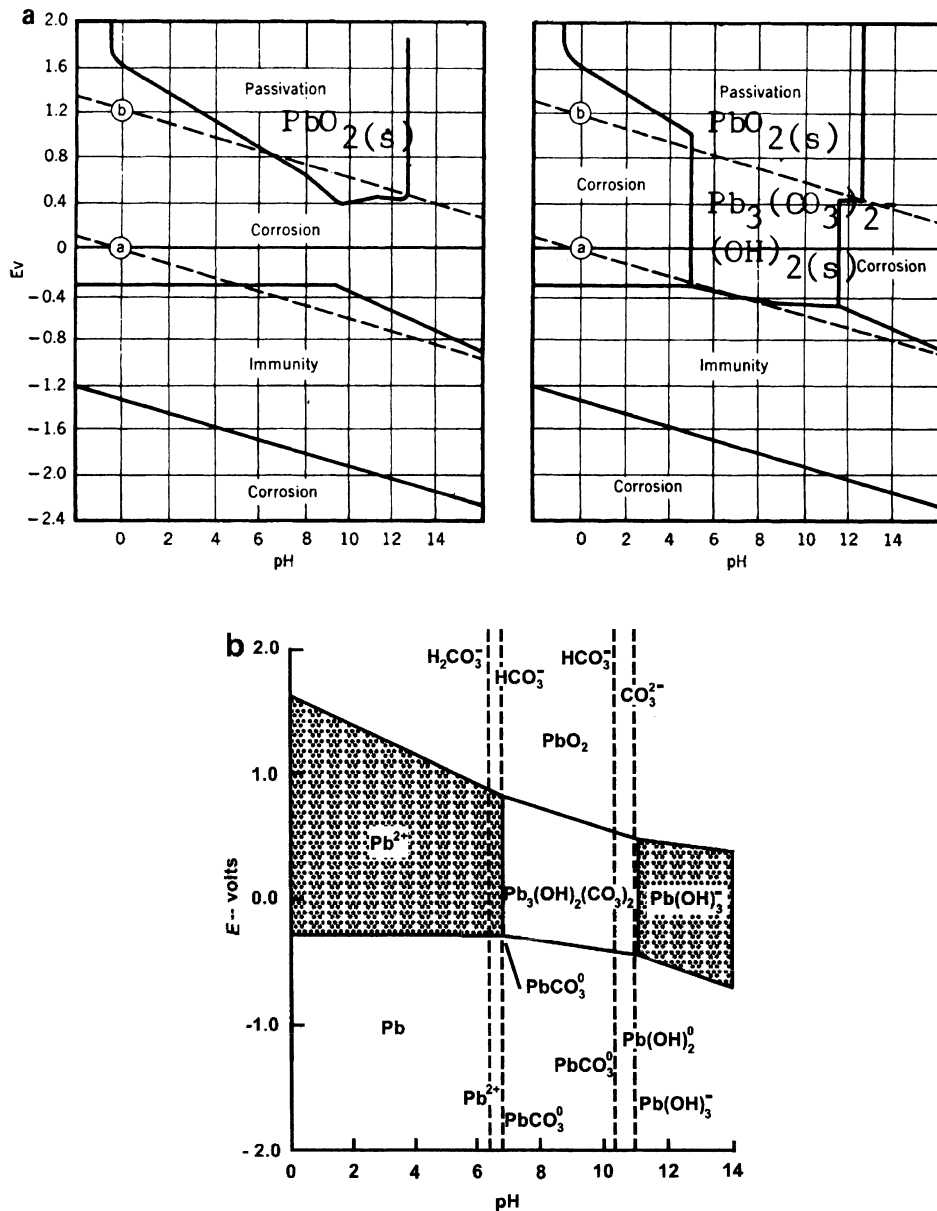 a
2.0
1.6
1.2
0.8
0.4
0
-0.4
-0.8
-1.2
-1.6
-2.0
-2.4
Ev
b
Passivation
PbO2(s)
a
Corrosion
Immunity
Corrosion
0 2 4 6 8 10 12 14
pH
b
Passivation
PbO2(s)
Corrosion
Pb3(CO3)2
a
(OH)2(s)
Corrosion
Immunity
Corrosion
0 2 4 6 8 10 12 14
pH
b
2.0
1.0
0.0
-1.0
-2.0
E-- volts
H2CO3⁻
HCO3⁻
HCO3⁻
CO3²⁻
PbO2
Pb²⁺
Pb3(OH)2(CO3)2
Pb(OH)3⁻
PbCO3⁰
Pb
Pb(OH)2⁰
PbCO3⁰
Pb²⁺
PbCO3⁰
Pb(OH)3⁻
0 2 4 6 8 10 12 14
pH